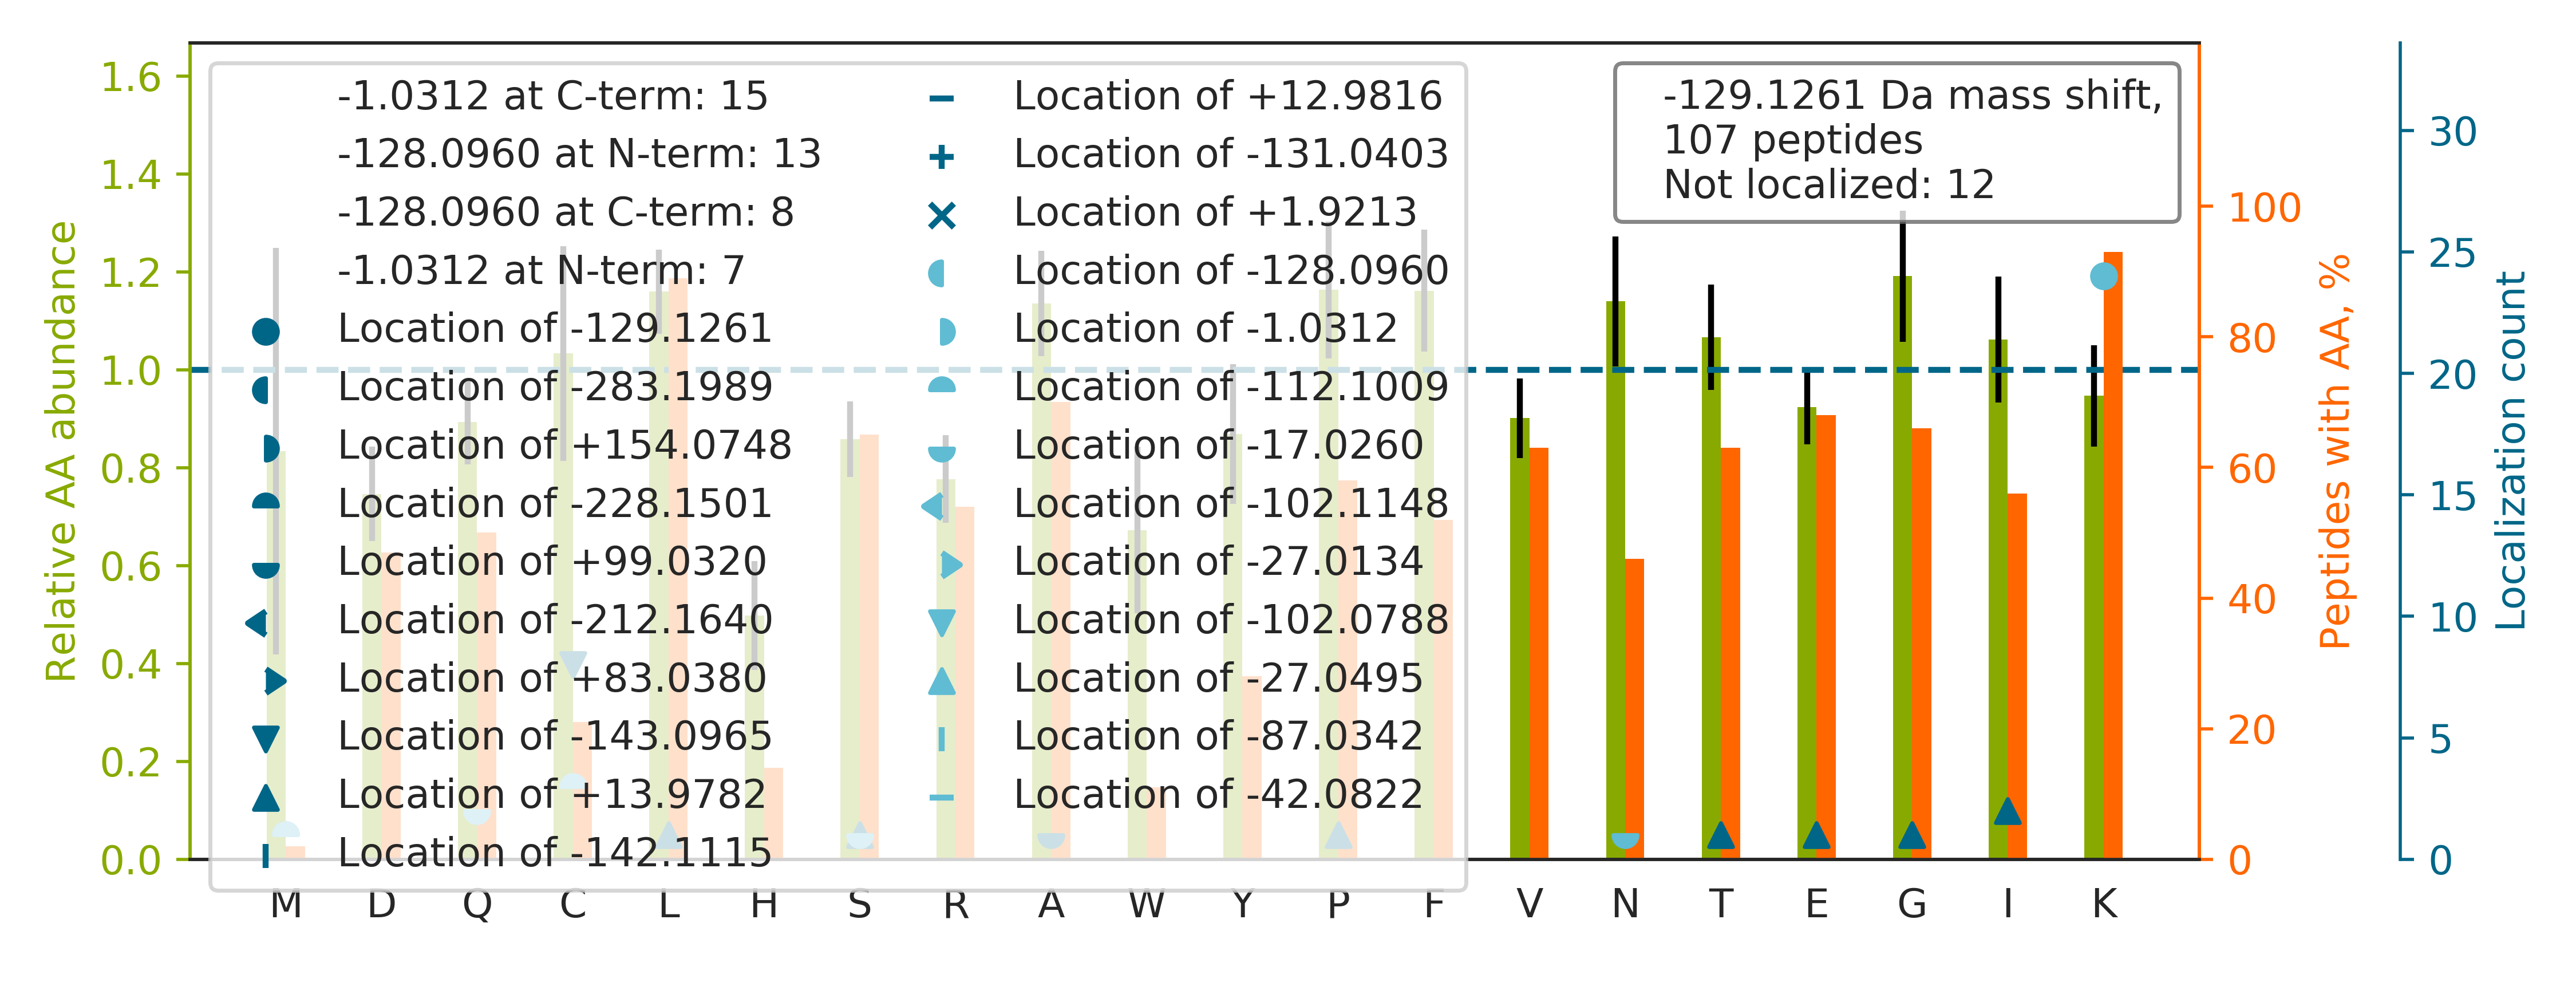 Relative AA abundance
1.6
1.4
1.2
1.0
0.8
0.6
0.4
0.2
0.0
-1.0312 at C-term: 15
-128.0960 at N-term: 13
-128.0960 at C-term: 8
-1.0312 at N-term: 7
Location of -129.1261
Location of -283.1989
Location of +154.0748
Location of -228.1501
Location of +99.0320
Location of -212.1640
Location of +83.0380
Location of -143.0965
Location of +13.9782
Location of -142.1115
Location of +12.9816
Location of -131.0403
Location of +1.9213
Location of -128.0960
Location of -1.0312
Location of -112.1009
Location of -17.0260
Location of -102.1148
Location of -27.0134
Location of -102.0788
Location of -27.0495
Location of -87.0342
Location of -42.0822
-129.1261 Da mass shift,
107 peptides
Not localized: 12
M D Q C L H S R A W Y P F V N T E G I K
100
80
60
40
20
0
Peptides with AA, %
30
25
20
15
10
5
0
Localization count